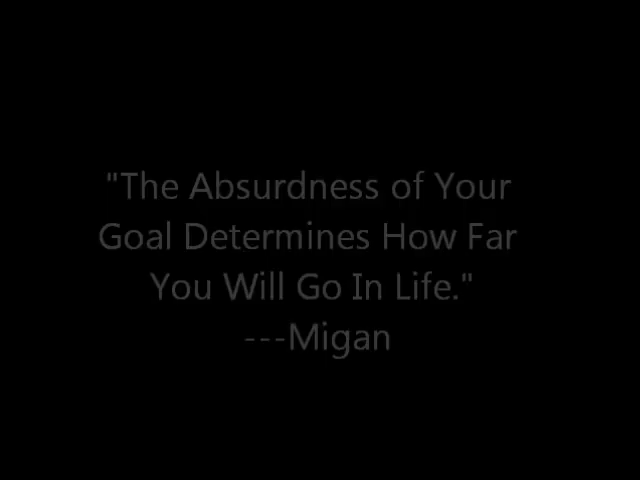 "The Absurdness of Your
Goal Determines How Far
You Will Go In Life."
---Migan